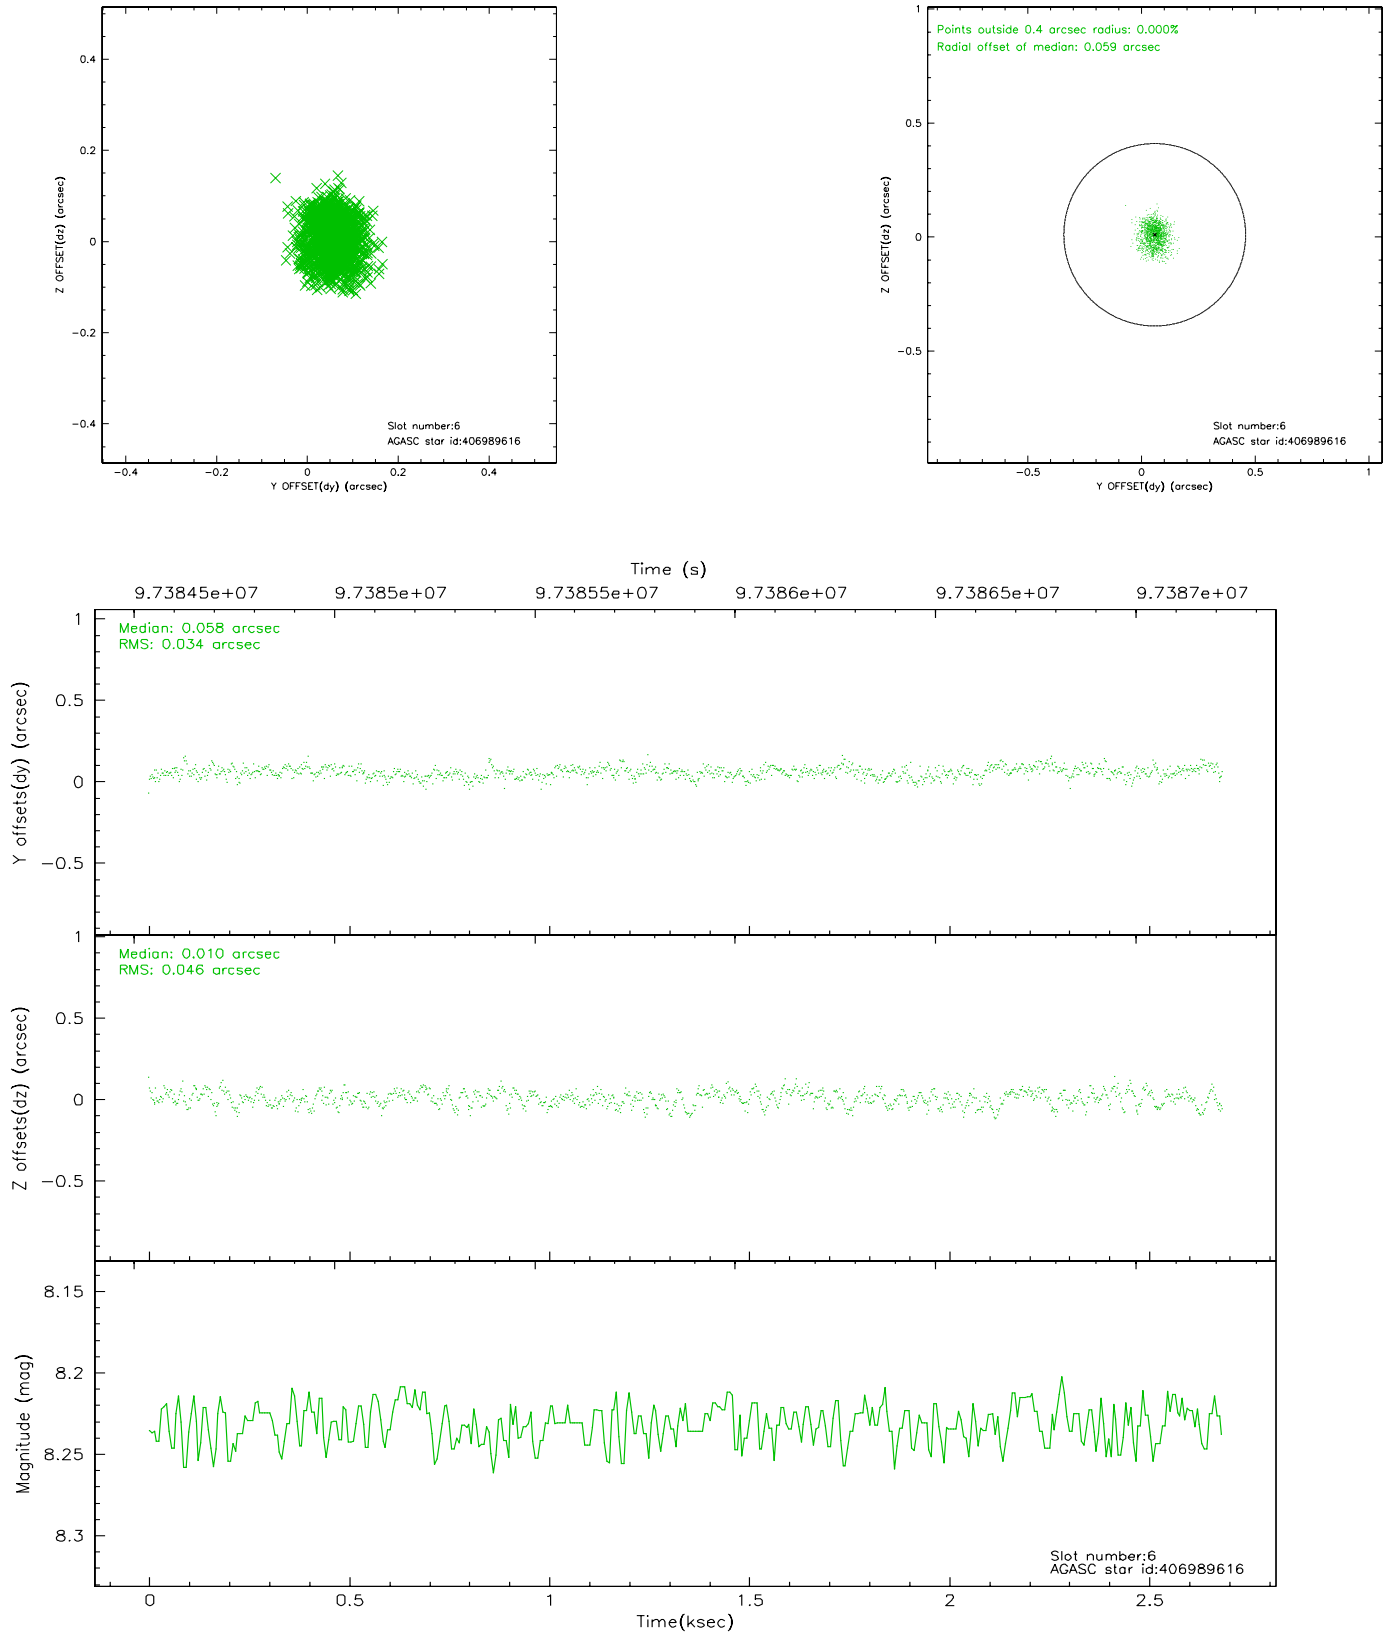 0.4
0.2
0
−0.2
−0.4
Z OFFSET(dz) (arcsec)
Slot number:6
AGASC star id:406989616
−0.4 −0.2 0 0.2 0.4
Y OFFSET(dy) (arcsec)
1
0.5
0
−0.5
Z OFFSET(dz) (arcsec)
Points outside 0.4 arcsec radius: 0.000%
Radial offset of median: 0.059 arcsec
Slot number:6
AGASC star id:406989616
−0.5 0 0.5 1
Y OFFSET(dy) (arcsec)
Time (s)
9.73845e+07 9.7385e+07 9.73855e+07 9.7386e+07 9.73865e+07 9.7387e+07
1
0.5
0
−0.5
Y offsets(dy) (arcsec)
Median: 0.058 arcsec
RMS: 0.034 arcsec
1
0.5
0
−0.5
Z offsets(dz) (arcsec)
Median: 0.010 arcsec
RMS: 0.046 arcsec
8.15
8.2
8.25
8.3
Magnitude (mag)
Slot number:6
AGASC star id:406989616
0 0.5 1 1.5 2 2.5
Time(ksec)